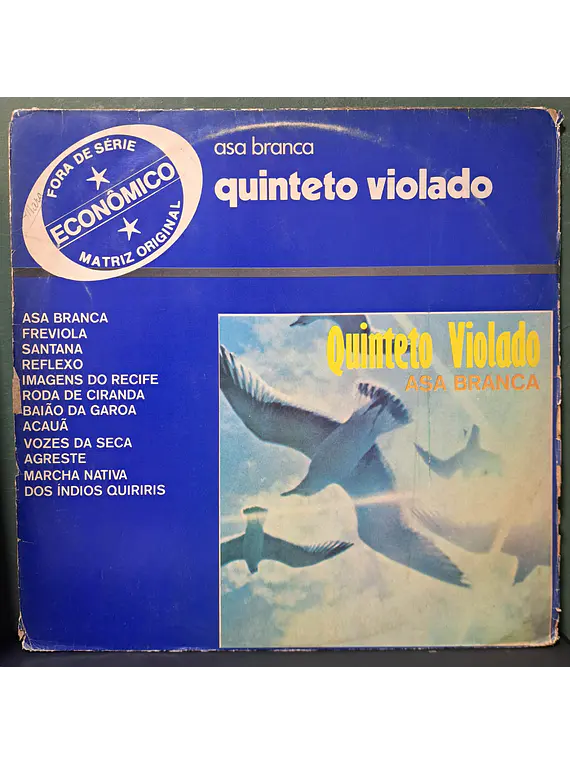 FORA DE SÉRIE
ECONÔMICO
MATRIZ ORIGINAL
asa branca
quinteto violado
ASA BRANCA
FREVIOLA
SANTANA
REFLEXO
IMAGENS DO RECIFE
RODA DE CIRANDA
BAIÃO DA GAROA
ACAUÃ
VOZES DA SECA
AGRESTE
MARCHA NATIVA
DOS ÍNDIOS QUIRIRIS
Quinteto Violado
ASA BRANCA